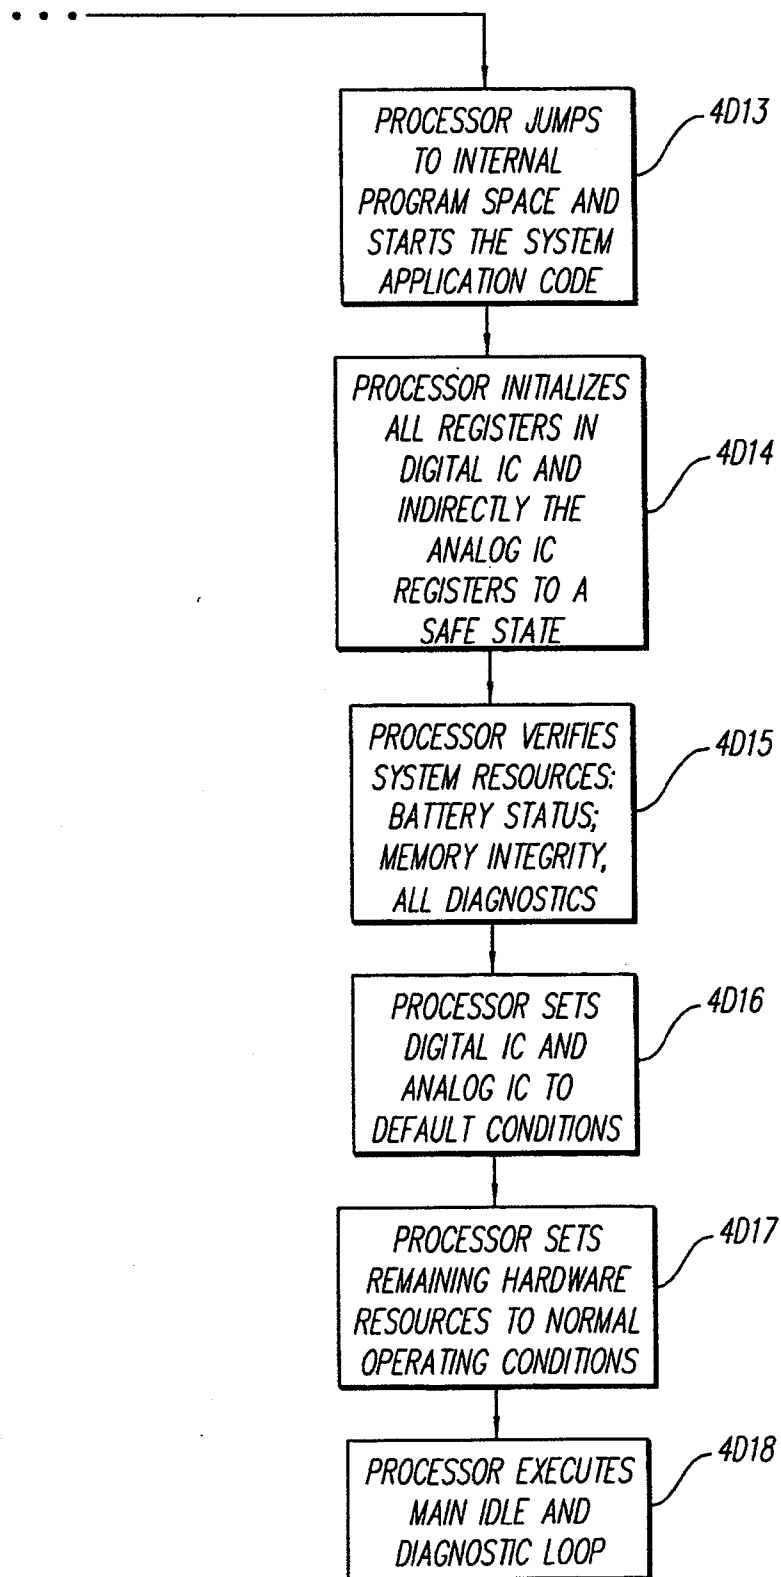 PROCESSOR JUMPS
TO INTERNAL
PROGRAM SPACE AND
STARTS THE SYSTEM
APPLICATION CODE
4D13
PROCESSOR INITIALIZES
ALL REGISTERS IN
DIGITAL IC AND
INDIRECTLY THE
ANALOG IC
REGISTERS TO A
SAFE STATE
4D14
PROCESSOR VERIFIES
SYSTEM RESOURCES:
BATTERY STATUS;
MEMORY INTEGRITY,
ALL DIAGNOSTICS
4D15
PROCESSOR SETS
DIGITAL IC AND
ANALOG IC TO
DEFAULT CONDITIONS
4D16
PROCESSOR SETS
REMAINING HARDWARE
RESOURCES TO NORMAL
OPERATING CONDITIONS
4D17
PROCESSOR EXECUTES
MAIN IDLE AND
DIAGNOSTIC LOOP
4D18